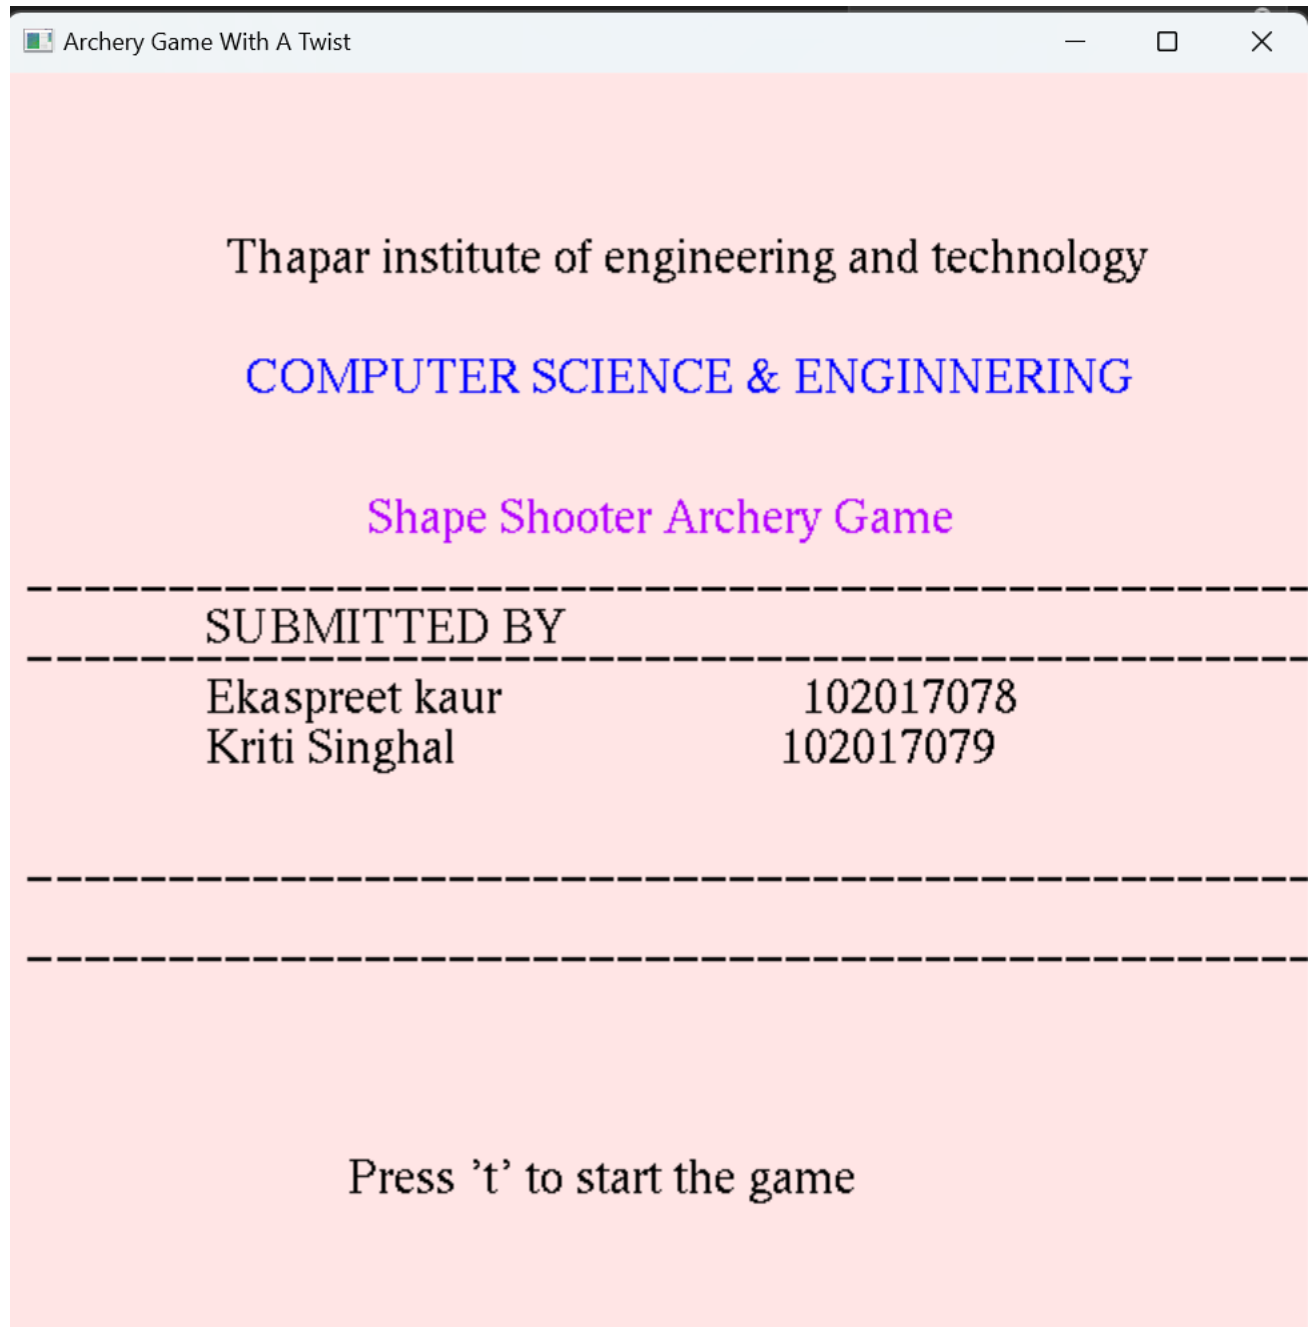 Archery Game With A Twist
Thapar institute of engineering and technology
COMPUTER SCIENCE & ENGINNERING
Shape Shooter Archery Game
SUBMITTED BY
Ekaspreet kaur 102017078
Kriti Singhal 102017079
Press 't' to start the game